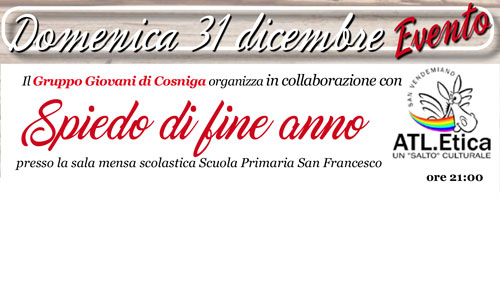 Domenica 31 dicembre Evento
Il Gruppo Giovani di Cosniga organizza in collaborazione con
SAN VENDEMIANO
Spiedo di fine anno
ATL.Etica
UN "SALTO" CULTURALE
presso la sala mensa scolastica Scuola Primaria San Francesco
ore 21:00